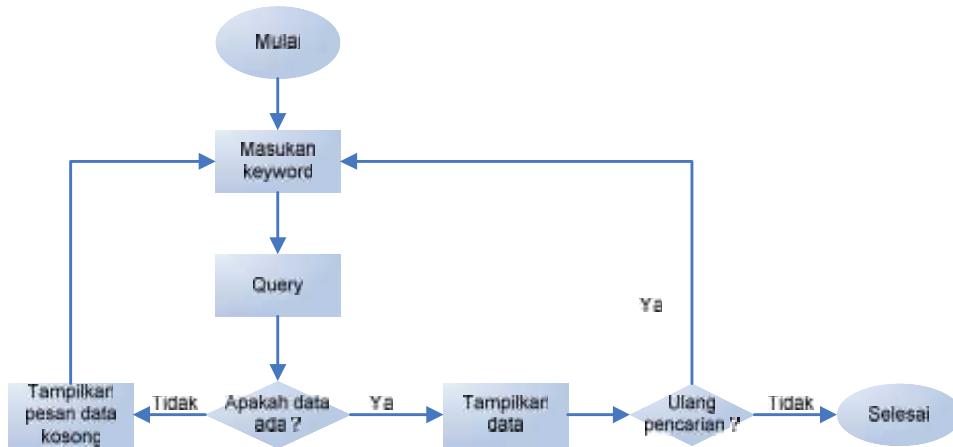 Mulai
Masukan
keyword
Query
Ya
Tampilkan
pesan data
kosong
Tidak
Apakah data
ada ?
Ya
Tampilkan
data
Ulang
pencarian ?
Tidak
Selesai